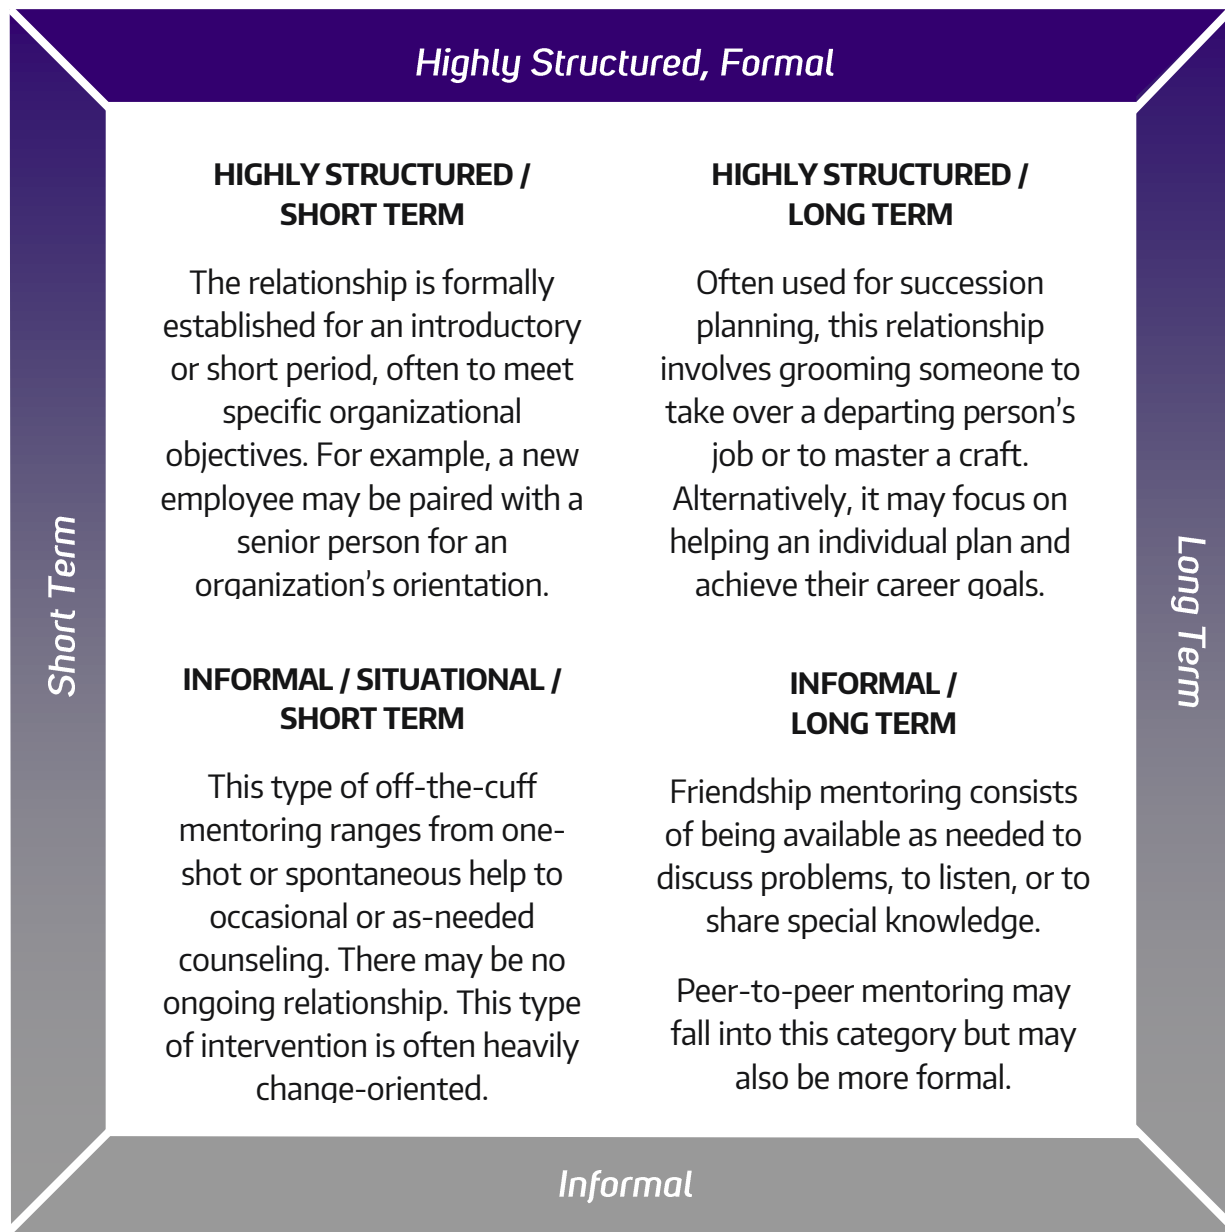 Highly Structured, Formal
HIGHLY STRUCTURED /
SHORT TERM
The relationship is formally
established for an introductory
or short period, often to meet
specific organizational
objectives. For example, a new
employee may be paired with a
senior person for an
organization’s orientation.
HIGHLY STRUCTURED /
LONG TERM
Often used for succession
planning, this relationship
involves grooming someone to
take over a departing person’s
job or to master a craft.
Alternatively, it may focus on
helping an individual plan and
achieve their career goals.
Short Term
Long Term
INFORMAL / SITUATIONAL /
SHORT TERM
This type of off-the-cuff
mentoring ranges from one-
shot or spontaneous help to
occasional or as-needed
counseling. There may be no
ongoing relationship. This type
of intervention is often heavily
change-oriented.
INFORMAL /
LONG TERM
Friendship mentoring consists
of being available as needed to
discuss problems, to listen, or to
share special knowledge.
Peer-to-peer mentoring may
fall into this category but may
also be more formal.
Informal